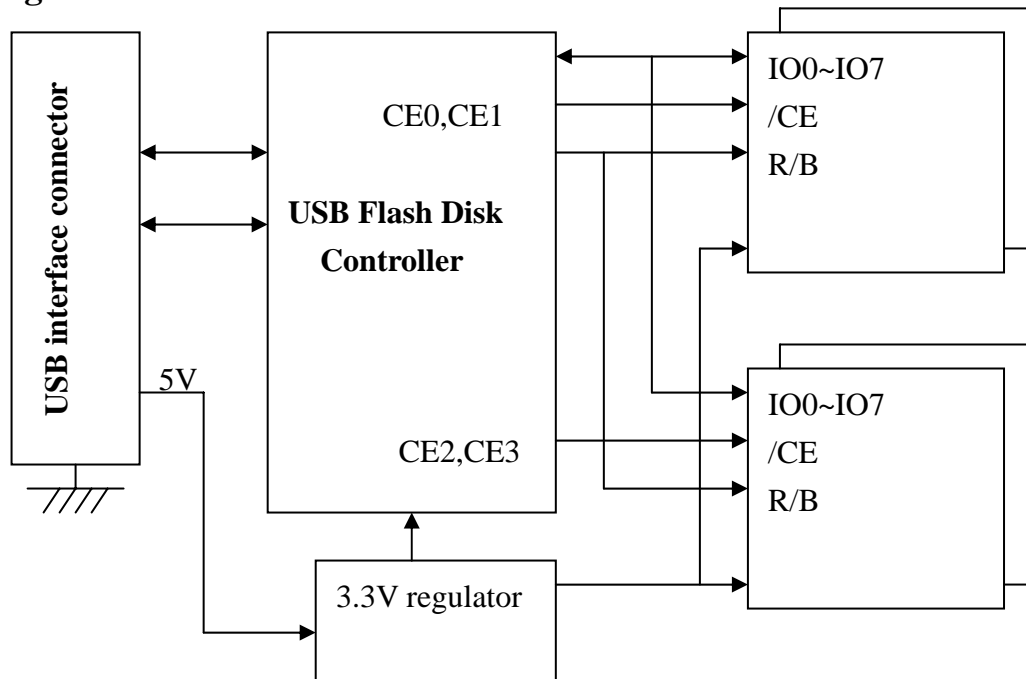 g
USB interface connector
5V
CE0,CE1
USB Flash Disk
Controller
CE2,CE3
3.3V regulator
IO0~IO7
/CE
R/B
IO0~IO7
/CE
R/B